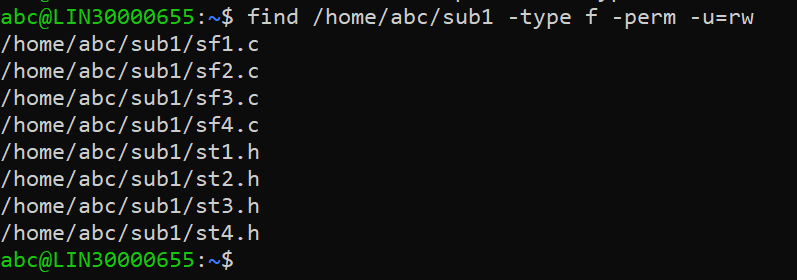 abc@LIN30000655:~$ find /home/abc/sub1 -type f -perm -u=rw
/home/abc/sub1/sf1.c
/home/abc/sub1/sf2.c
/home/abc/sub1/sf3.c
/home/abc/sub1/sf4.c
/home/abc/sub1/st1.h
/home/abc/sub1/st2.h
/home/abc/sub1/st3.h
/home/abc/sub1/st4.h
abc@LIN30000655:~$